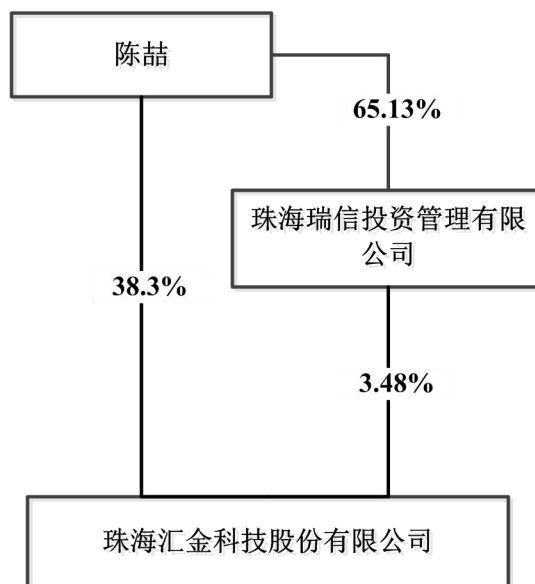 陈喆
65.13%
珠海瑞信投资管理有限
公司
38.3%
3.48%
珠海汇金科技股份有限公司